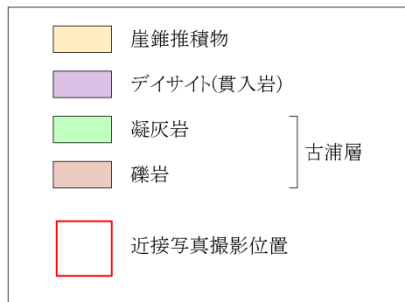 崖錐推積物
デイサイト(貫入岩)
凝灰岩
礫岩
古浦層
近接写真撮影位置